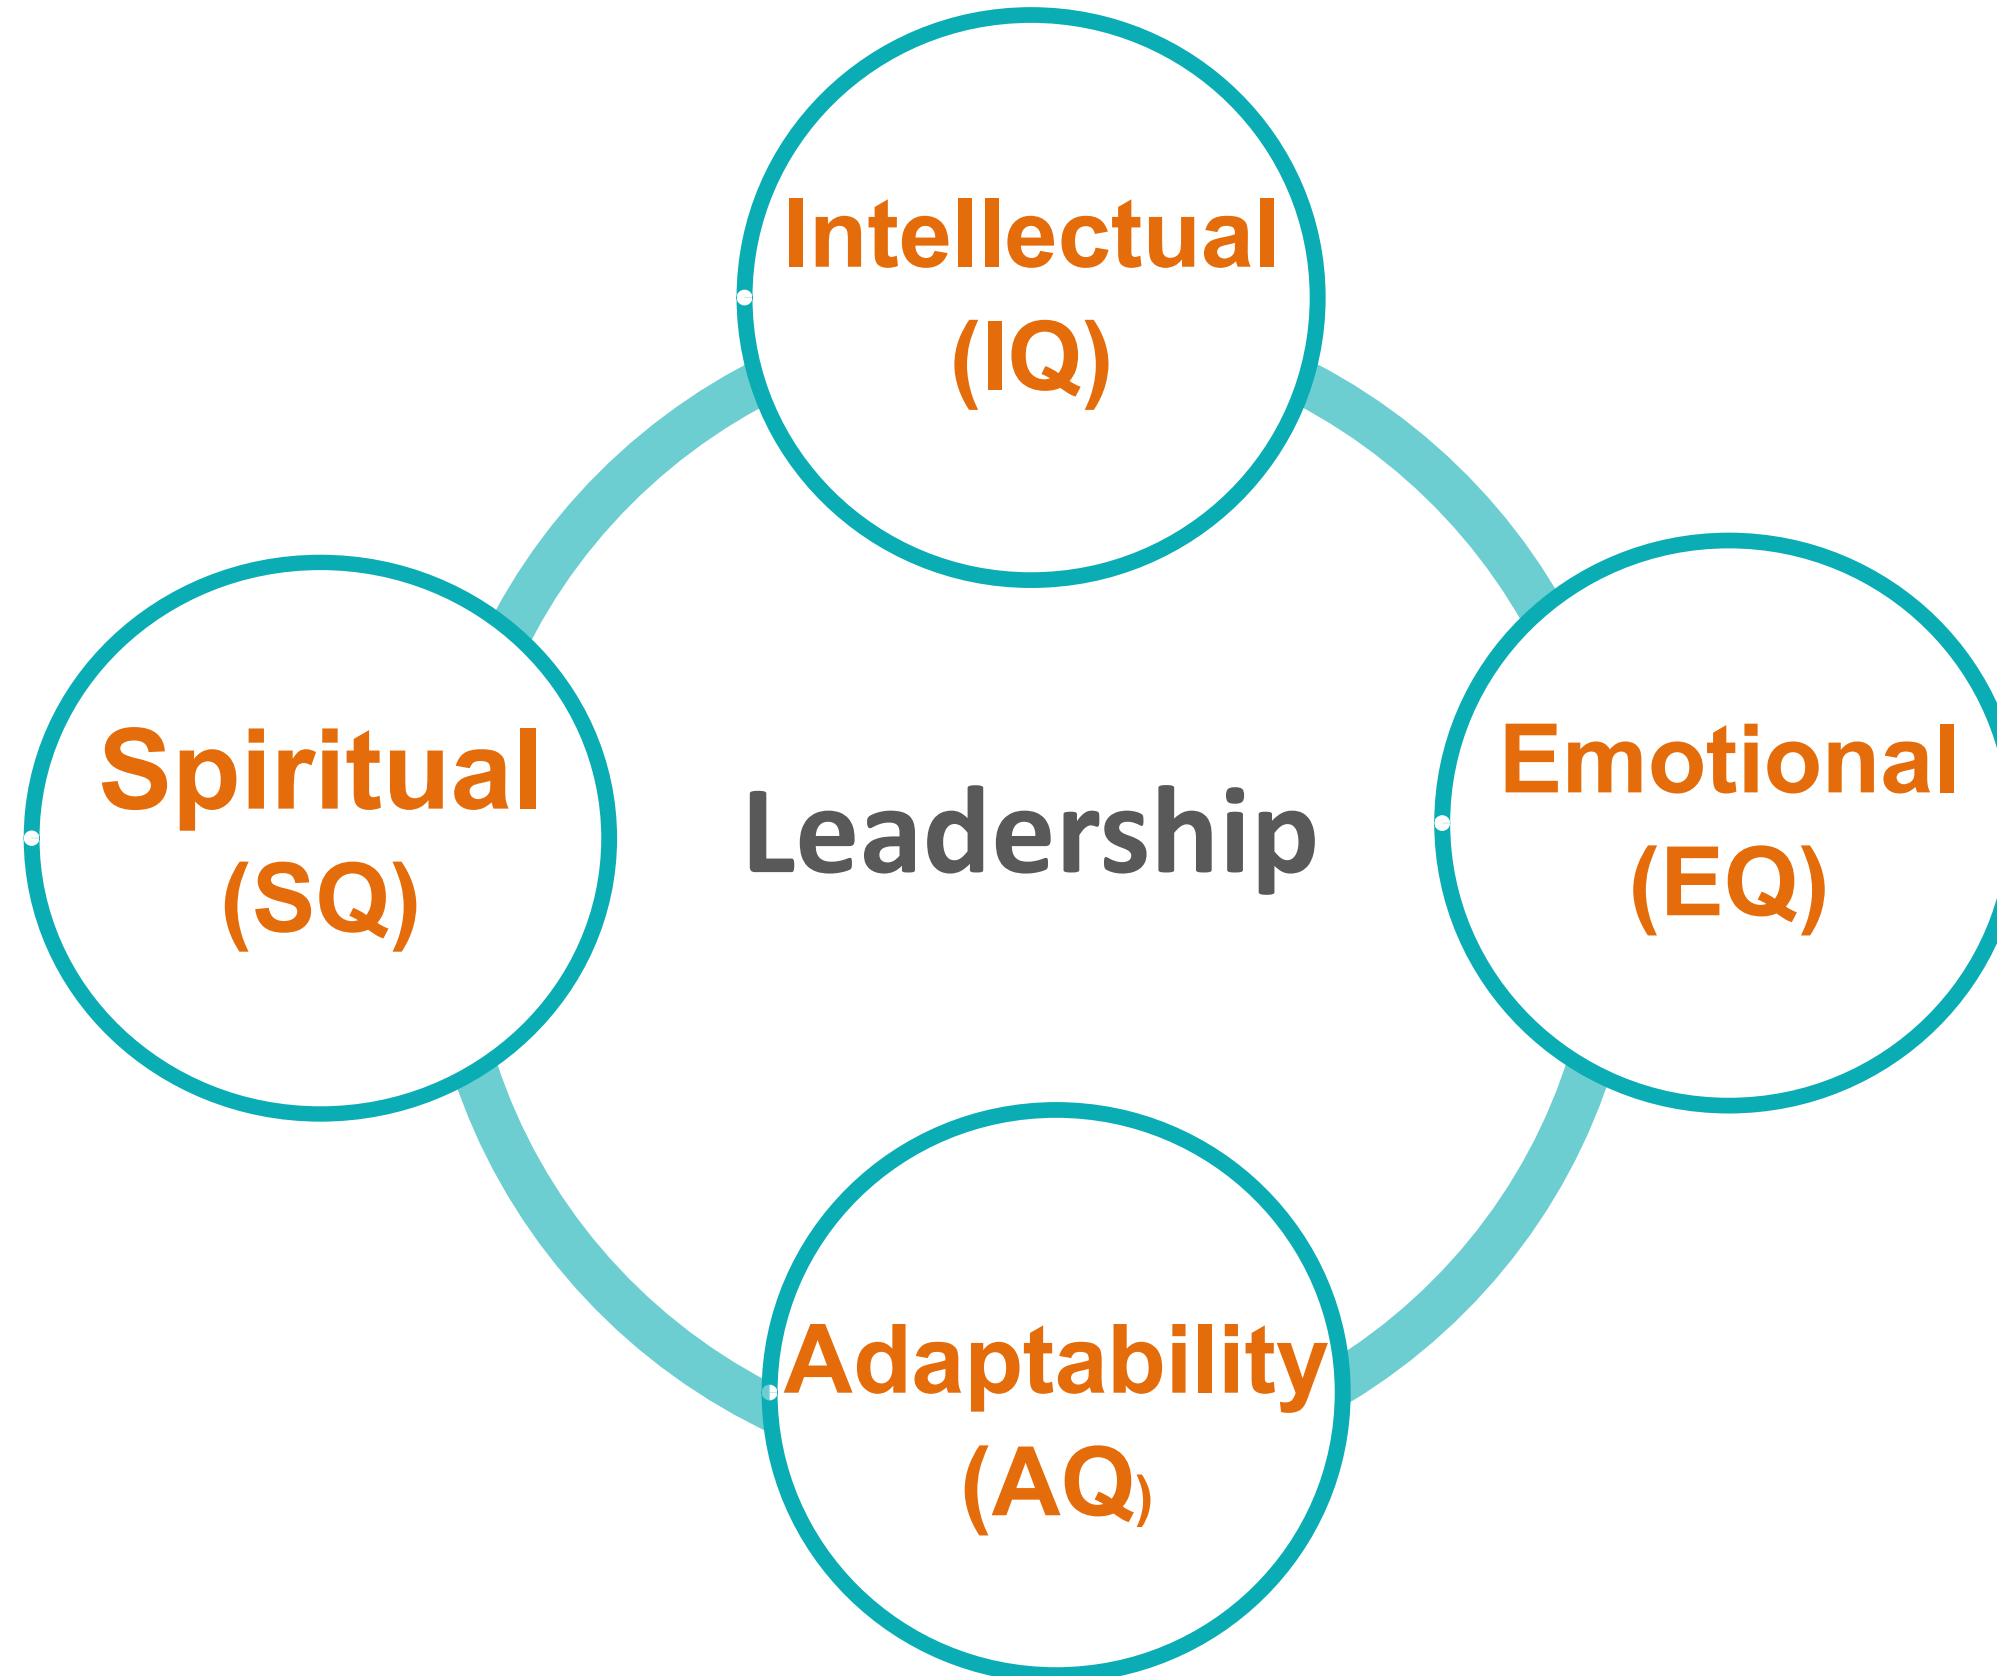 Intellectual
(IQ)
Spiritual
(SQ)
Leadership
Emotional
(EQ)
Adaptability
(AQ)